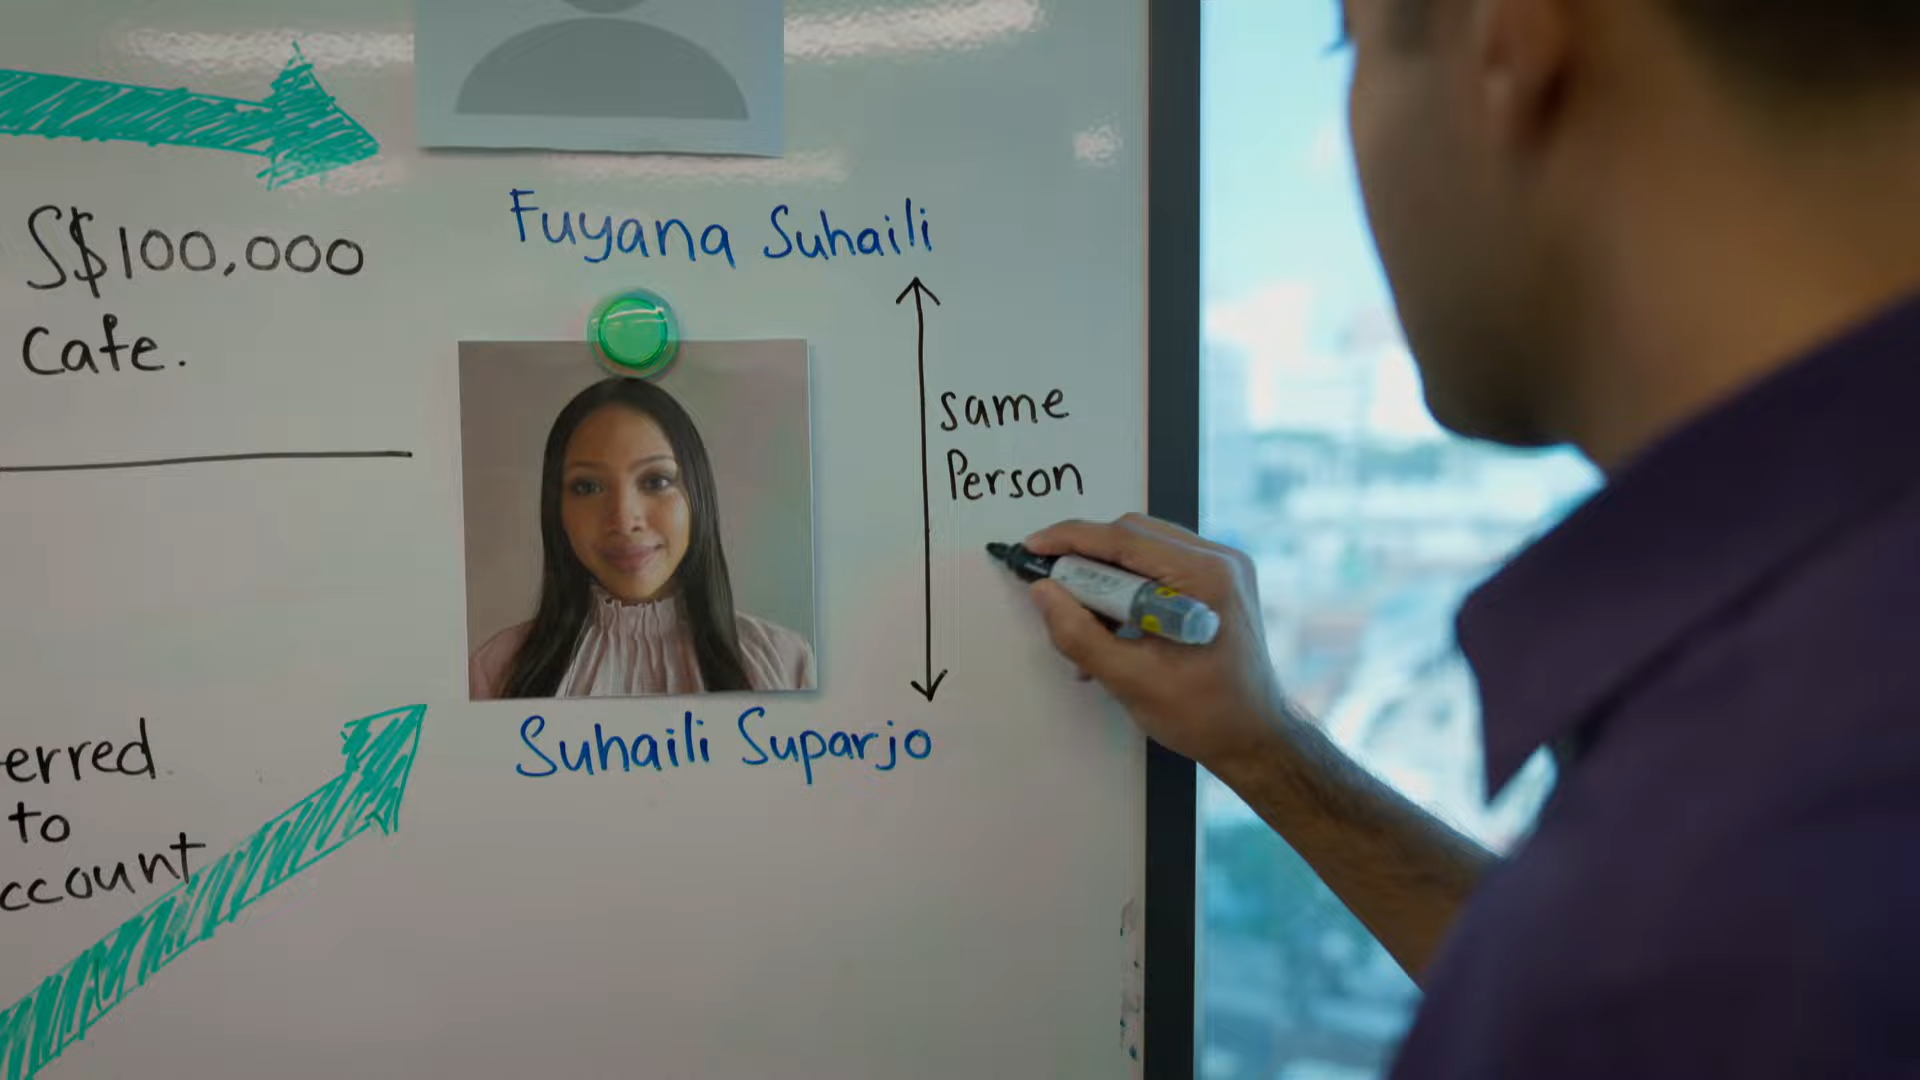 S$100,000
Cafe.
Fuyana Suhaili
same
Person
Suhaili Suparjo
erred
to
ccount